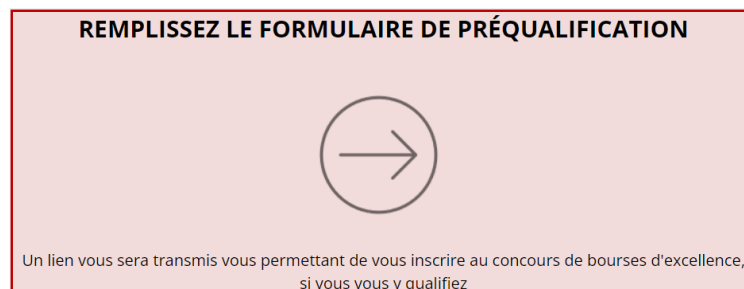 REMPLISSEZ LE FORMULAIRE DE PRÉQUALIFICATION
Un lien vous sera transmis vous permettant de vous inscrire au concours de bourses d'excellence,
si vous vous y qualifiez